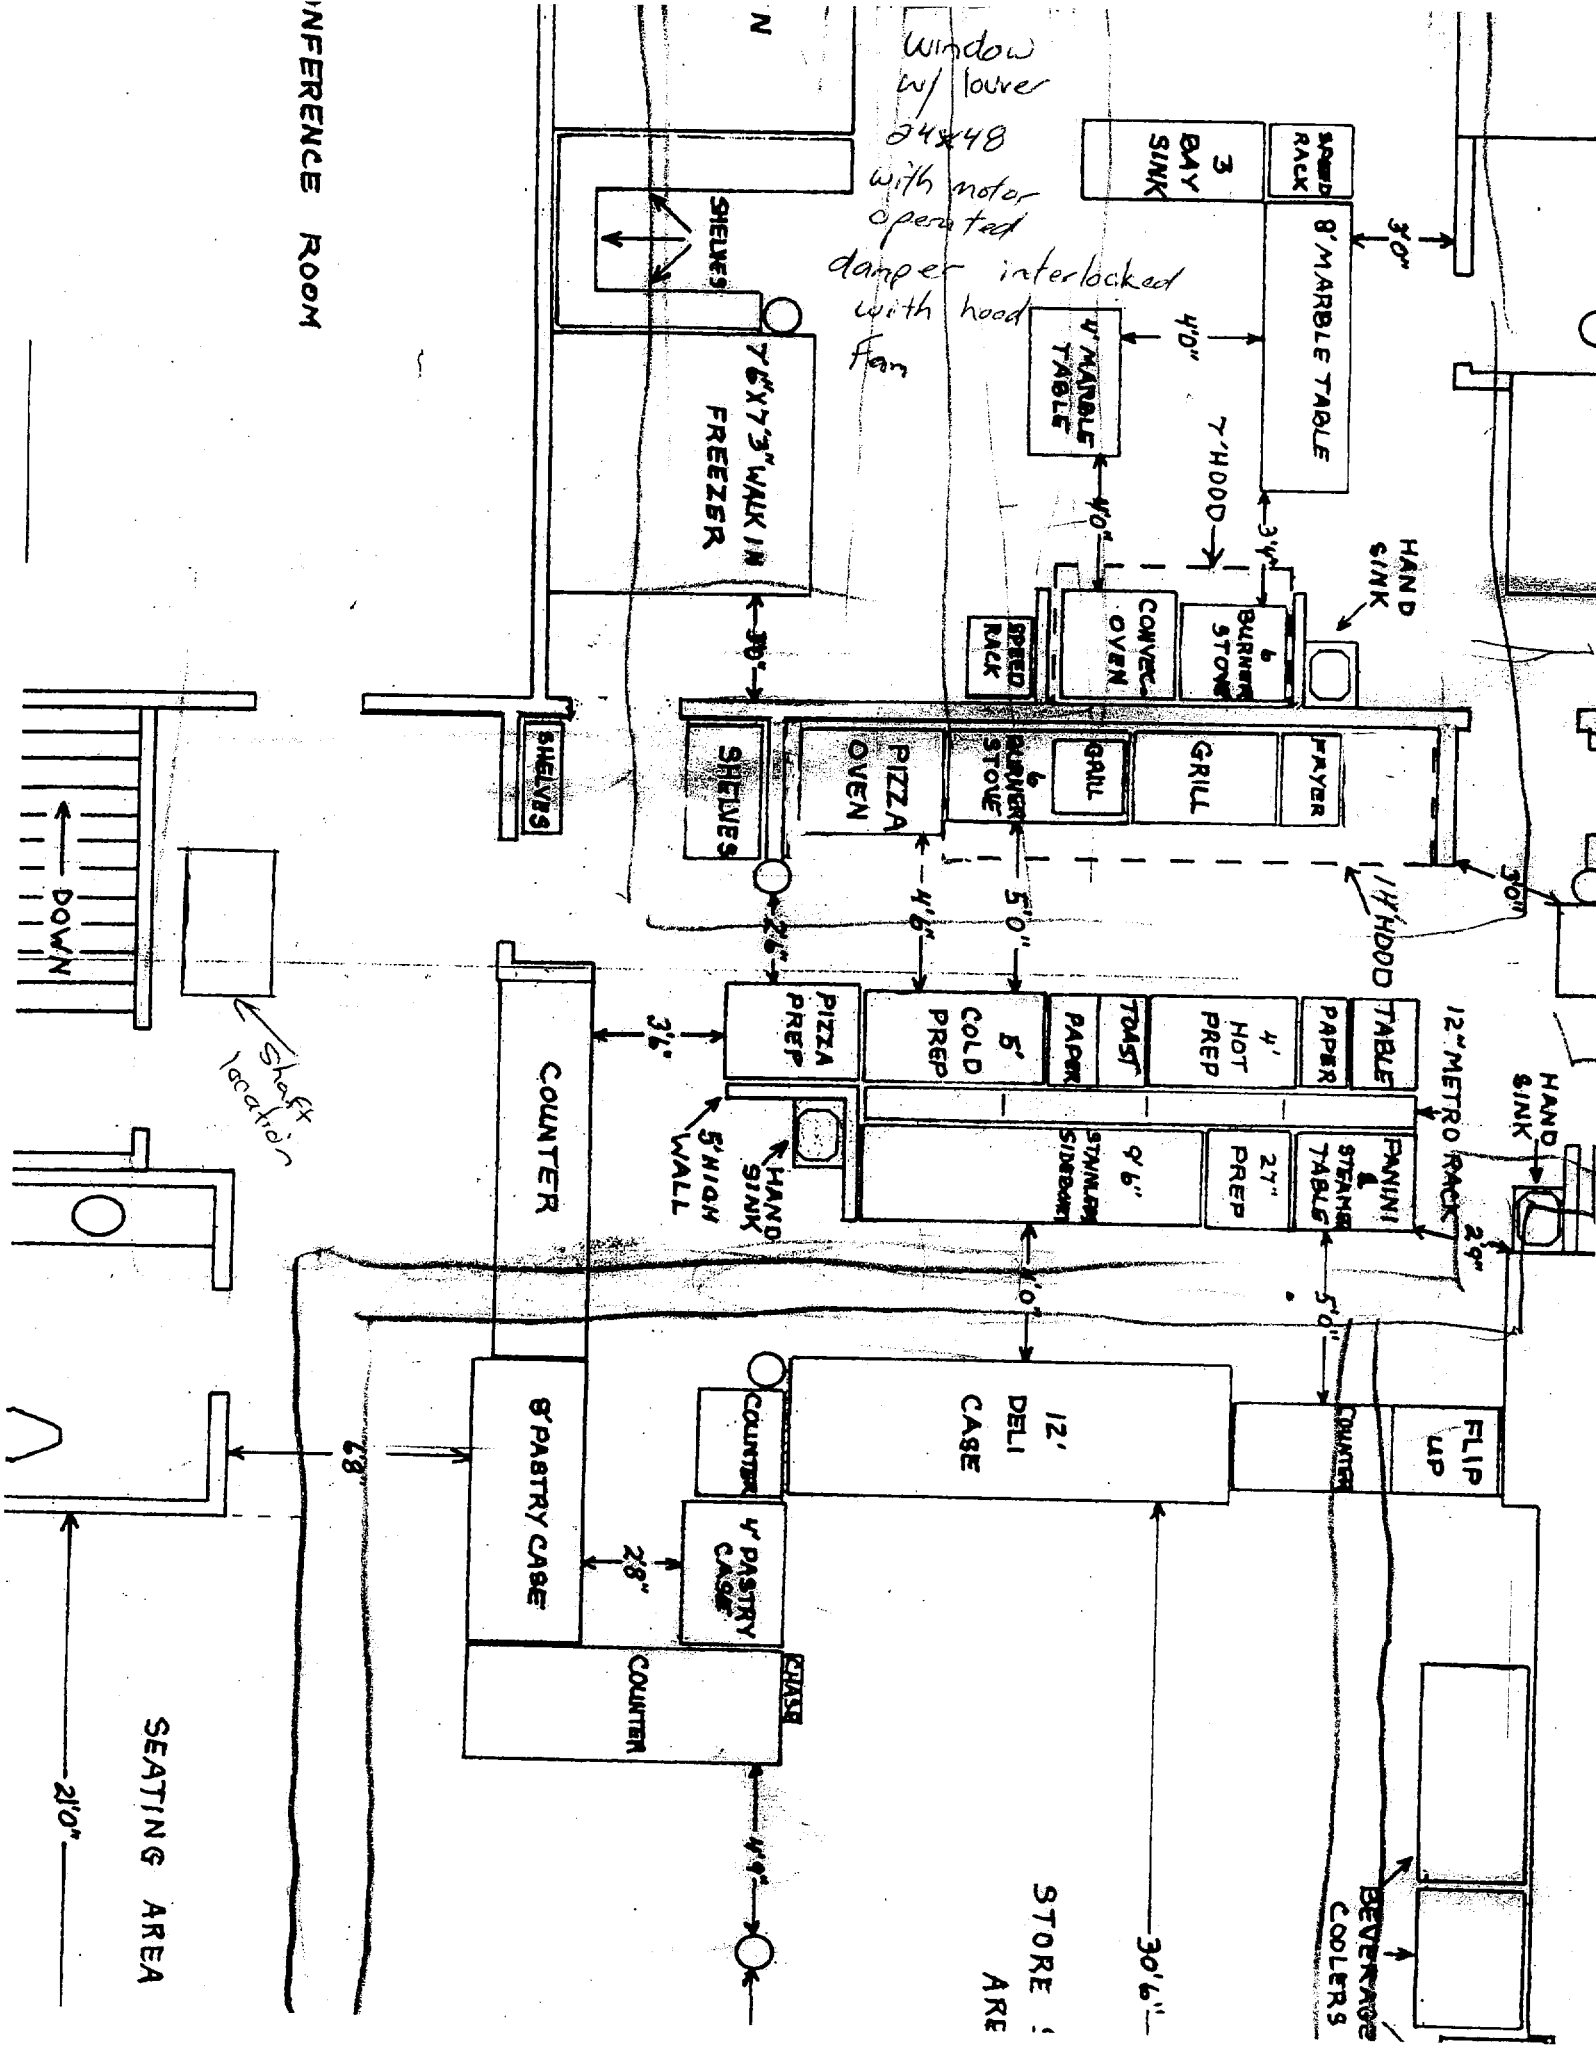 CONFERENCE ROOM
N
Window
w/ louver
24x48
with motor
operated
damper interlocked
with hood
Fan
SHELVES
7'6"X7'3" WALK IN
FREEZER
3
BAY
SINK
SPEED
RACK
8' MARBLE TABLE
3'0"
4' MARBLE
TABLE
4'0"
4'0"
7' HOOD
3'4"
HAND
SINK
6
BURNER
STOVE
CONVEC.
OVEN
SPEED
RACK
3'0"
SHELVES
SHELVES
PIZZA
OVEN
6
BURNER
STOVE
GRILL
GRILL
FRYER
14' HOOD
3'0"
2'6"
4'6"
5'0"
DOWN
Shaft
location
COUNTER
3'6"
PIZZA
PREP
5'
COLD
PREP
PAPER
TOAST
4'
HOT
PREP
PAPER
TABLE
12" METRO RACK
HAND
SINK
5' HIGH
WALL
HAND
SINK
9'6"
STAINLESS
SIDEBOARD
27"
PREP
PANINI
&
STEAMER
TABLE
2'9"
4'0"
5'0"
8' PASTRY CASE
6'8"
COUNTER
12'
DELI
CASE
COUNTER
FLIP
UP
4' PASTRY
CASE
2'8"
COUNTER
CHASE
4'9"
30'6"
STORE
ARE
BEVERAGE
COOLERS
SEATING AREA
21'0"